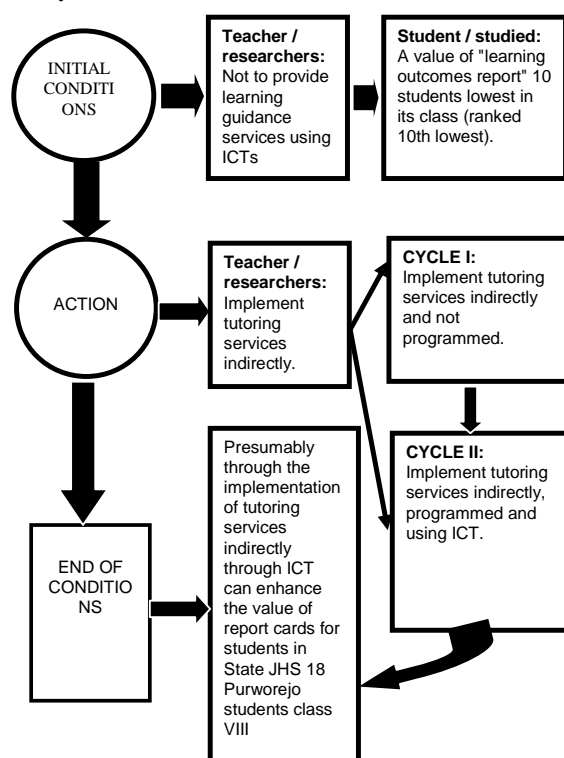 INITIAL
CONDITI
ONS
Teacher /
researchers:
Not to provide
learning
guidance
services using
ICTs
Student / studied:
A value of "learning
outcomes report" 10
students lowest in
its class (ranked
10th lowest).
ACTION
Teacher /
researchers:
Implement
tutoring
services
indirectly.
CYCLE I:
Implement tutoring
services indirectly
and not
programmed.
CYCLE II:
Implement tutoring
services indirectly,
programmed and
using ICT.
END OF
CONDITIO
NS
Presumably
through the
implementation
of tutoring
services
indirectly
through ICT
can enhance
the value of
report cards for
students in
State JHS 18
Purworejo
students class
VIII